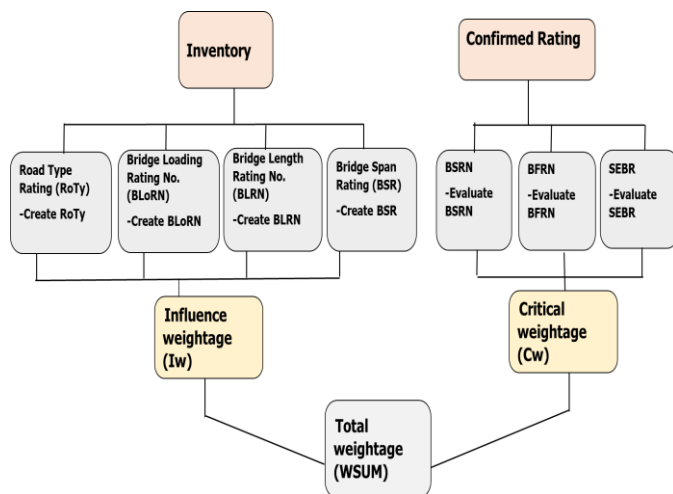 Inventory
Confirmed Rating
Road Type
Rating (RoTy)
-Create RoTy
Bridge Loading
Rating No.
(BLoRN)
-Create BLoRN
Bridge Length
Rating No.
(BLRN)
-Create BLRN
Bridge Span
Rating (BSR)
-Create BSR
BSRN
-Evaluate
BSRN
BFRN
-Evaluate
BFRN
SEBR
-Evaluate
SEBR
Influence
weightage
(Iw)
Critical
weightage
(Cw)
Total
weightage
(WSUM)